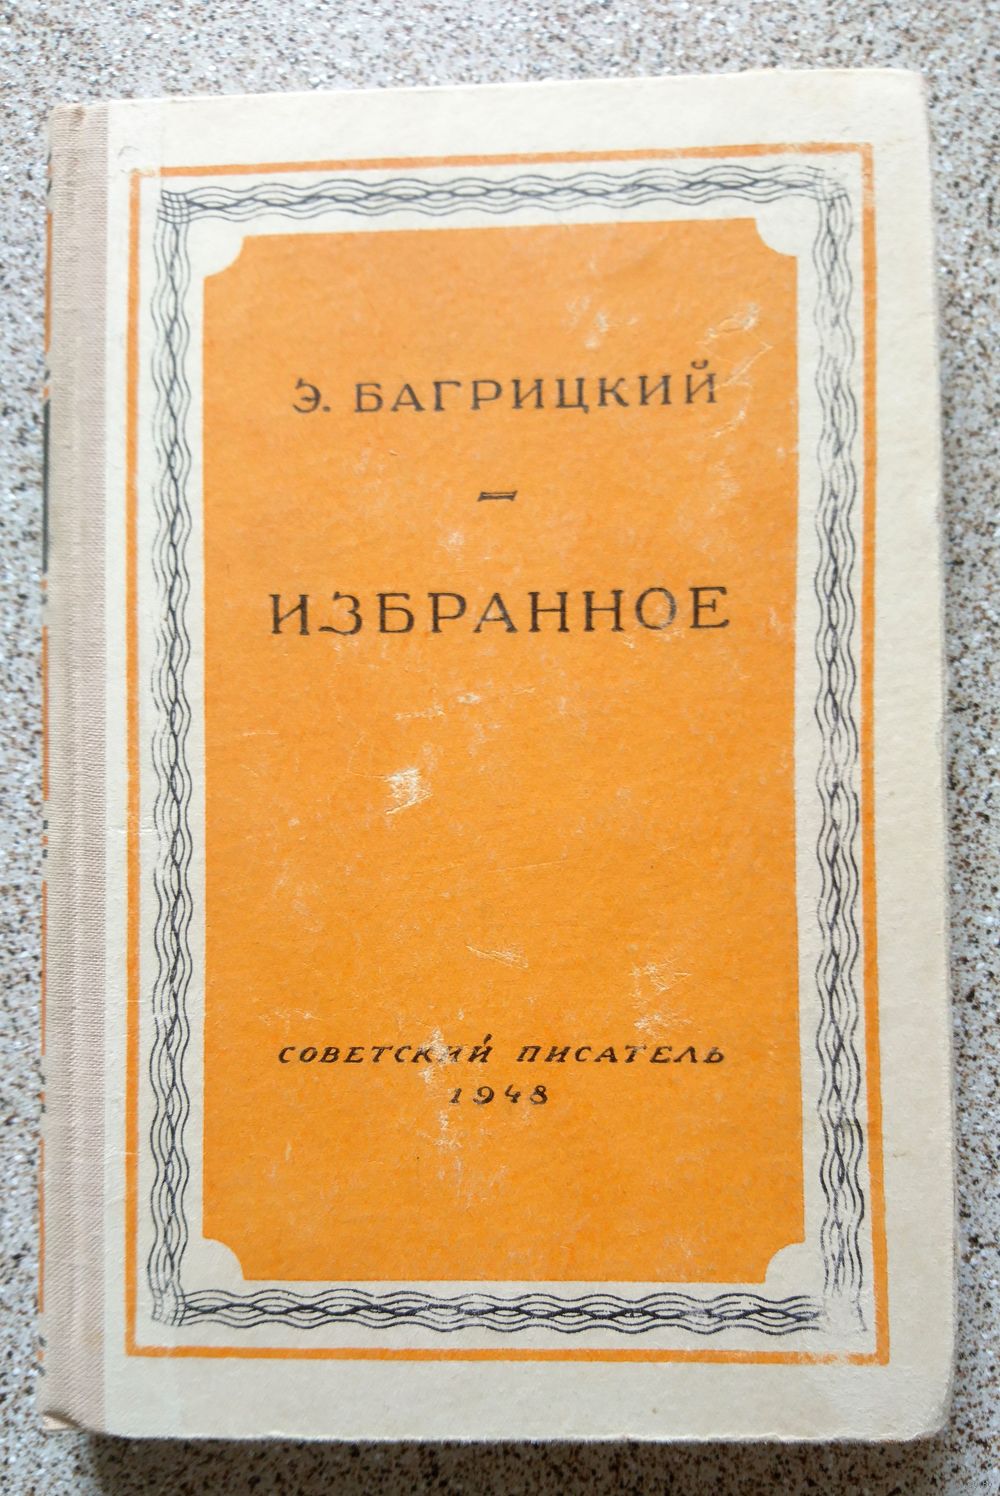 Э. БАГРИЦКИЙ
—
ИЗБРАННОЕ
СОВЕТСКИЙ ПИСАТЕЛЬ
1948